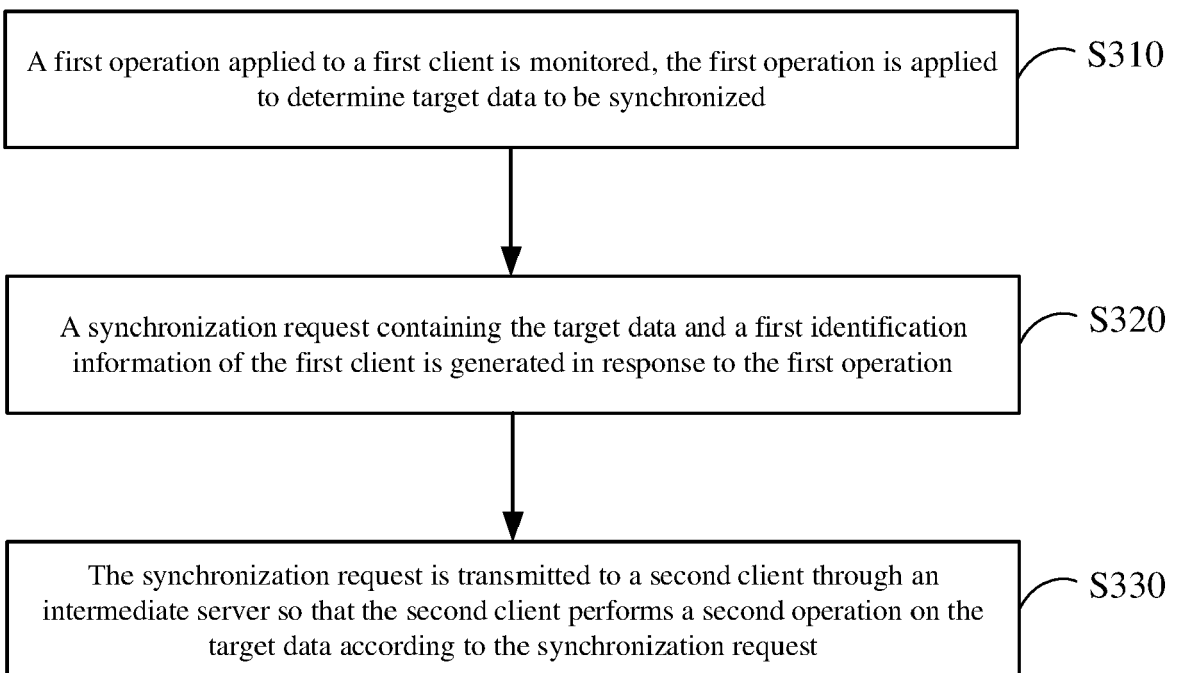 A first operation applied to a first client is monitored, the first operation is applied
to determine target data to be synchronized
S310
A synchronization request containing the target data and a first identification
information of the first client is generated in response to the first operation
S320
The synchronization request is transmitted to a second client through an
intermediate server so that the second client performs a second operation on the
target data according to the synchronization request
S330